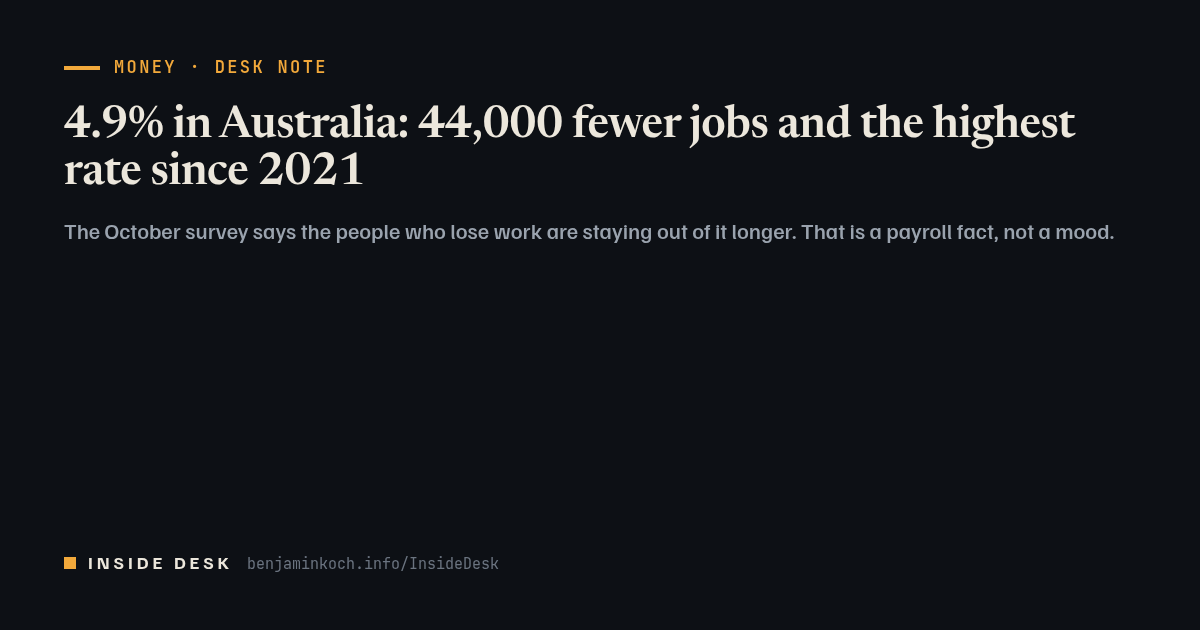 MONEY · DESK NOTE
4.9% in Australia: 44,000 fewer jobs and the highest
rate since 2021
The October survey says the people who lose work are staying out of it longer. That is a payroll fact, not a mood.
INSIDE DESK benjaminkoch.info/InsideDesk